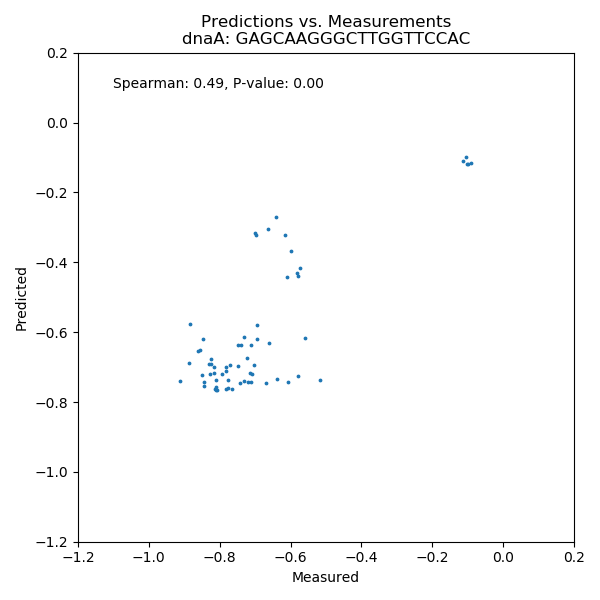 Predictions vs. Measurements
dnaA: GAGCAAGGGCTTGGTTCCAC
Spearman: 0.49, P-value: 0.00
Predicted
0.2
0.0
−0.2
−0.4
−0.6
−0.8
−1.0
−1.2
−1.2 −1.0 −0.8 −0.6 −0.4 −0.2 0.0 0.2
Measured